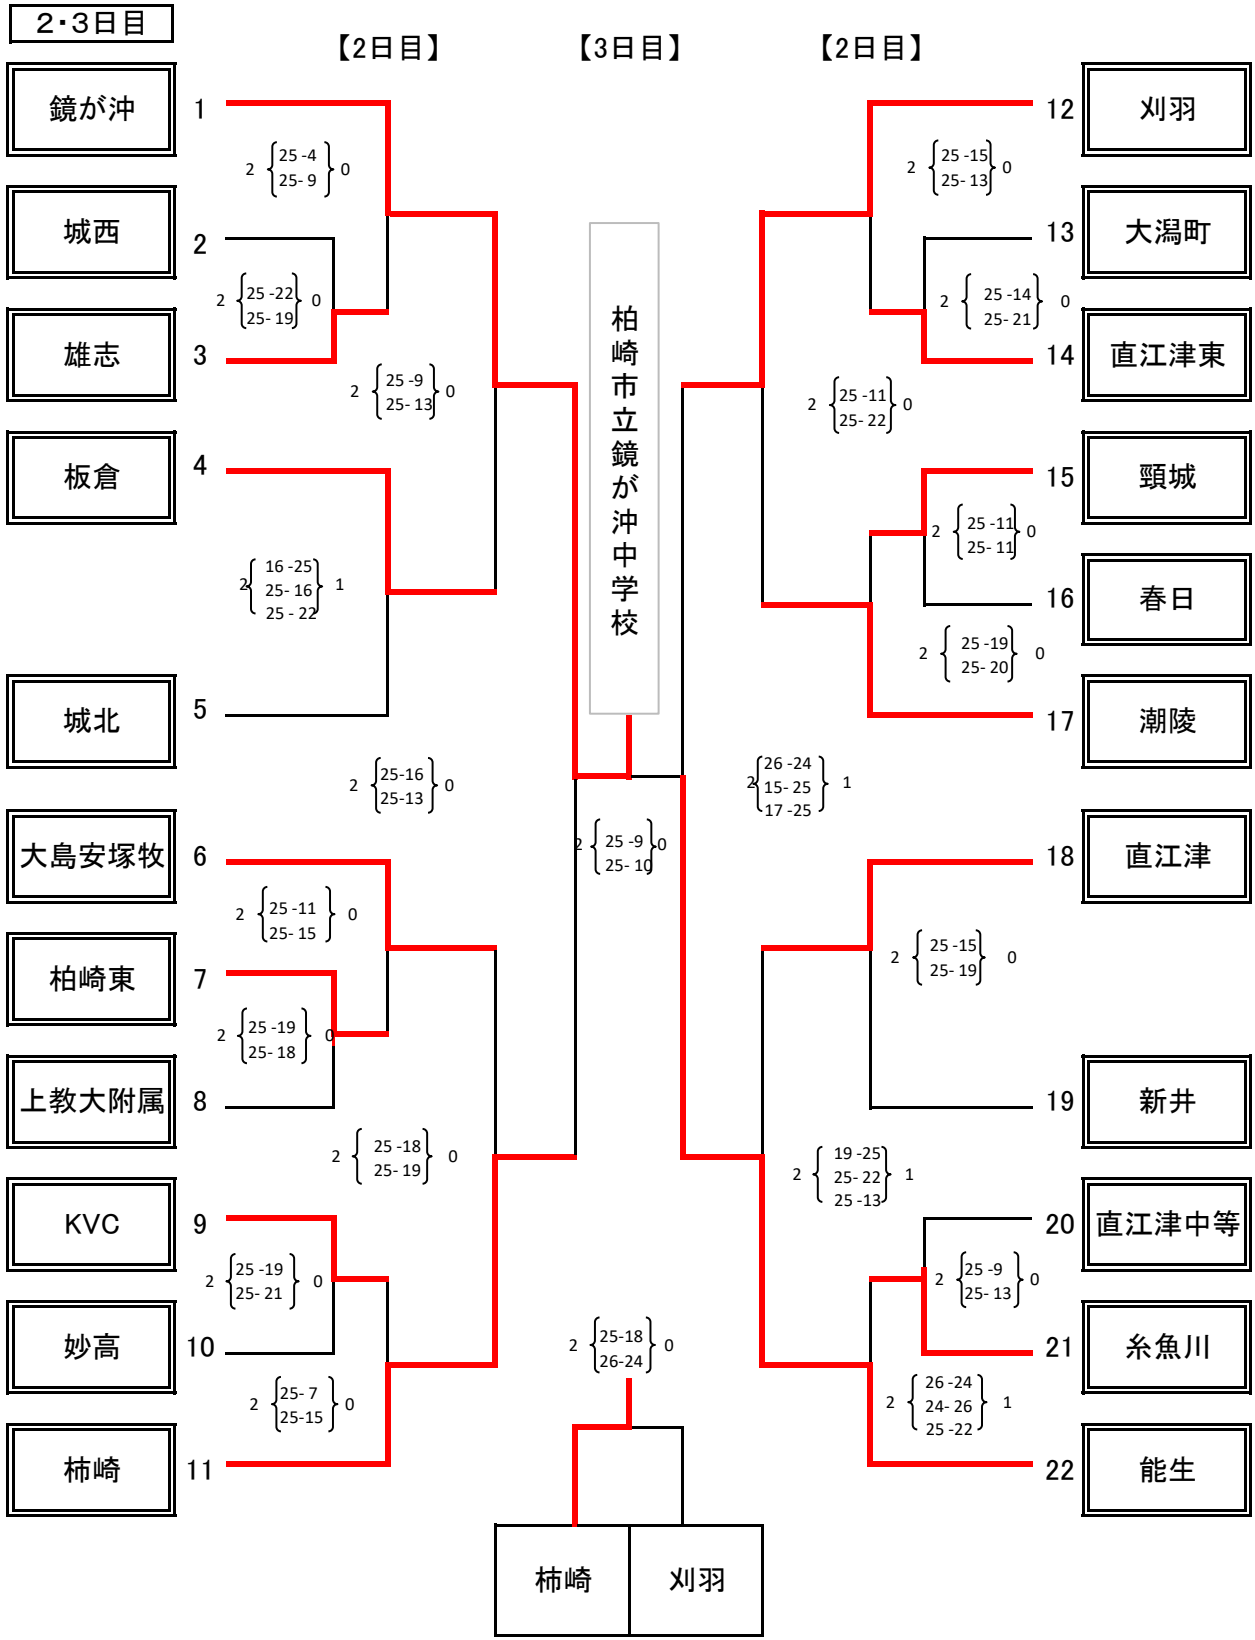 2・3日目
【2日目】 【3日目】 【2日目】
鏡が沖 1
2 25 -4 0
25- 9
城西 2
2 25 -22 0
25- 19
雄志 3
2 25 -9 0
25- 13
板倉 4
2 16 -25 1
25- 16
25 - 22
城北 5
2 25-16 0
25-13
大島安塚牧 6
2 25 -11 0
25- 15
柏崎東 7
2 25 -19 0
25- 18
上教大附属 8
2 25 -18 0
25- 19
KVC 9
2 25 -19 0
25- 21
妙高 10
2 25- 7 0
25-15
柿崎 11
柏崎市立鏡が沖中学校
2 25 -9 0
25- 10
2 25-18 0
26-24
柿崎 刈羽
12 刈羽
2 25 -15 0
25- 13
13 大潟町
2 25 -14 0
25- 21
14 直江津東
2 25 -11 0
25- 22
15 頸城
2 25 -11 0
25- 11
16 春日
2 25 -19 0
25- 20
17 潮陵
2 26 -24 1
15- 25
17 -25
18 直江津
2 25 -15 0
25- 19
19 新井
2 19 -25 1
25- 22
25 -13
20 直江津中等
2 25 -9 0
25- 13
21 糸魚川
2 26 -24 1
24- 26
25 -22
22 能生